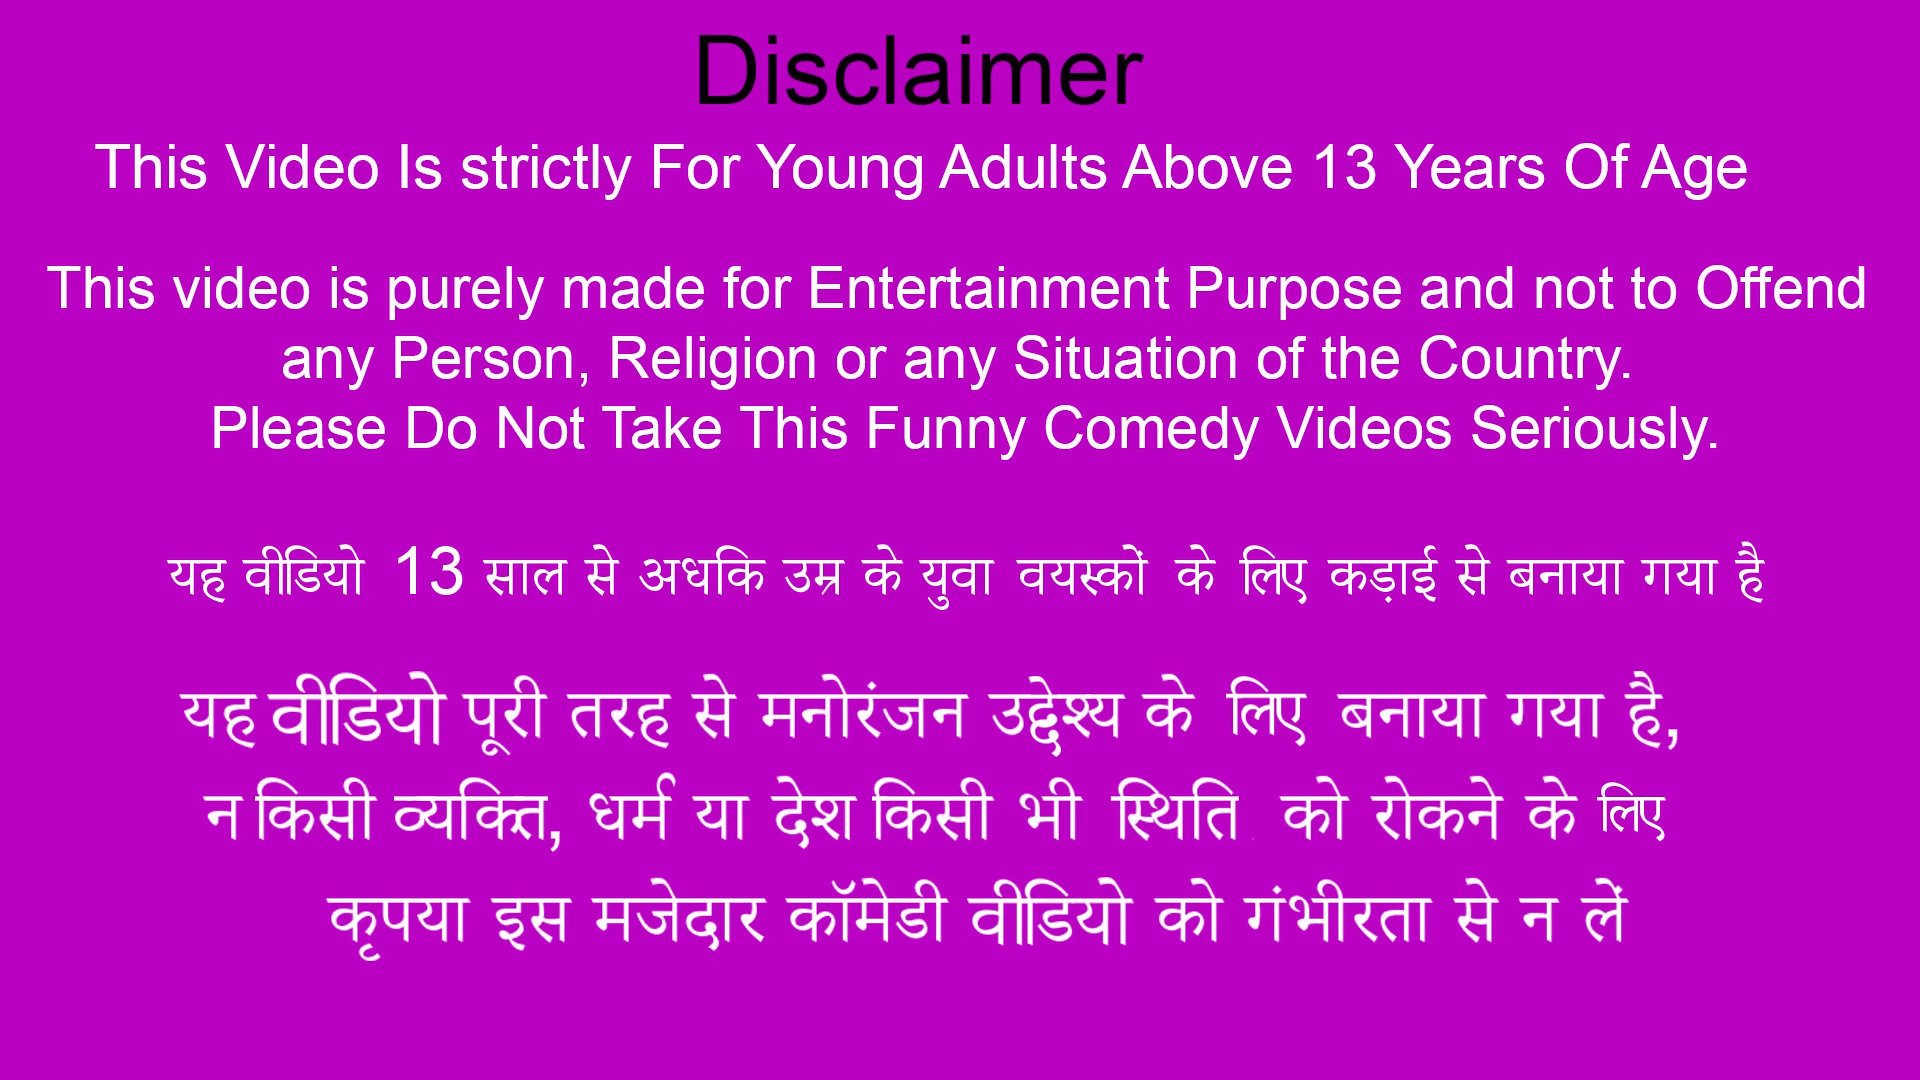 Disclaimer
This Video Is strictly For Young Adults Above 13 Years Of Age
This video is purely made for Entertainment Purpose and not to Offend
any Person, Religion or any Situation of the Country.
Please Do Not Take This Funny Comedy Videos Seriously.
यह वीडियो 13 साल से अधकि उम्र के युवा वयस्कों के लिए कड़ाई से बनाया गया है
यह वीडियो पूरी तरह से मनोरंजन उद्देश्य के लिए बनाया गया है,
न किसी व्यक्ति, धर्म या देश किसी भी स्थिति को रोकने के लिए
कृपया इस मजेदार कॉमेडी वीडियो को गंभीरता से न लें